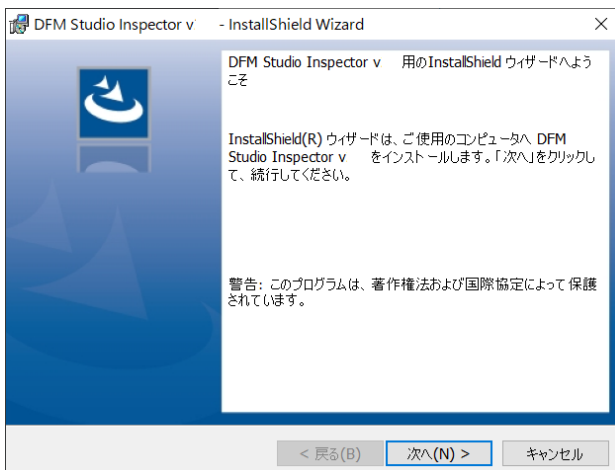 DFM Studio Inspector v - InstallShield Wizard
DFM Studio Inspector v 用のInstallShield ウィザードへよう
こそ
InstallShield(R) ウィザードは、ご使用のコンピュータへ DFM
Studio Inspector v をインストールします。「次へ」をクリックし
て、続行してください。
警告: このプログラムは、著作権法および国際協定によって保護
されています。
< 戻る(B)
次へ(N) >
キャンセル